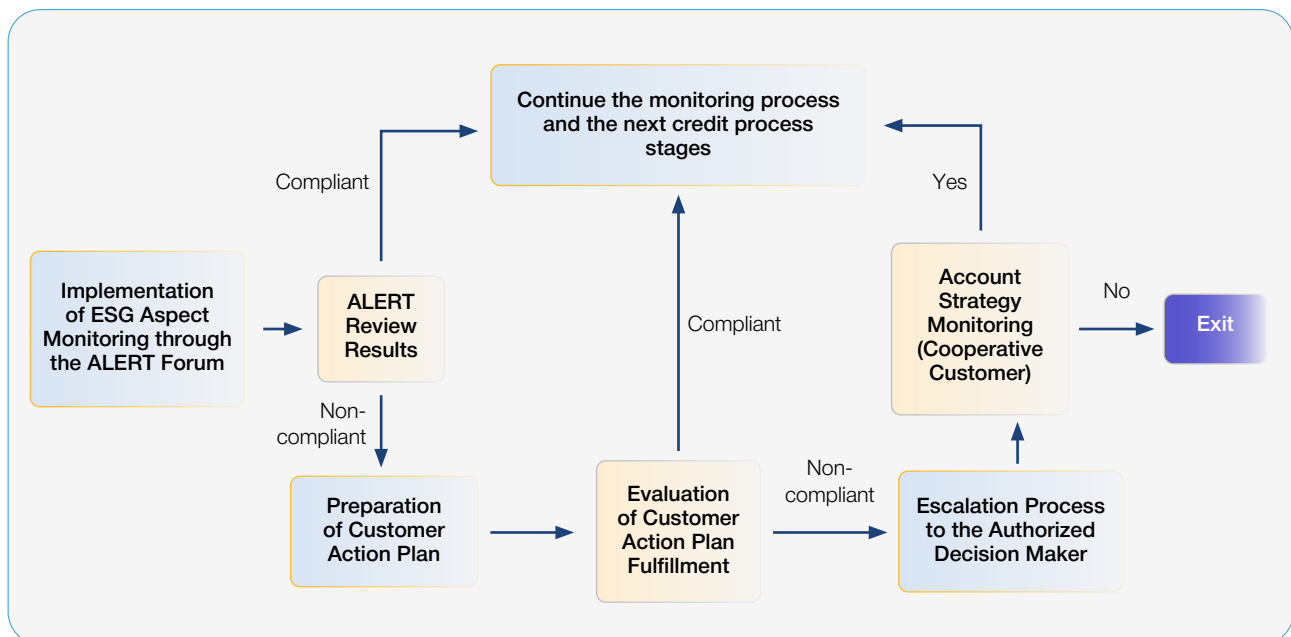 Continue the monitoring process
and the next credit process
stages
Compliant
Yes
Implementation
of ESG Aspect
Monitoring through
the ALERT Forum
ALERT
Review
Results
Compliant
Account
Strategy
Monitoring
(Cooperative
Customer)
No
Exit
Non-
compliant
Preparation
of Customer
Action Plan
Evaluation
of Customer
Action Plan
Fulfillment
Non-
compliant
Escalation Process
to the Authorized
Decision Maker